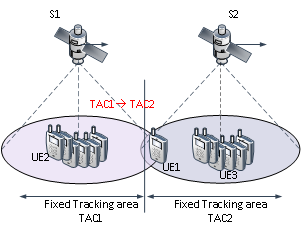 S1
S2
TAC1 → TAC2
UE2
UE1
UE3
Fixed Tracking area
TAC1
Fixed Tracking area
TAC2